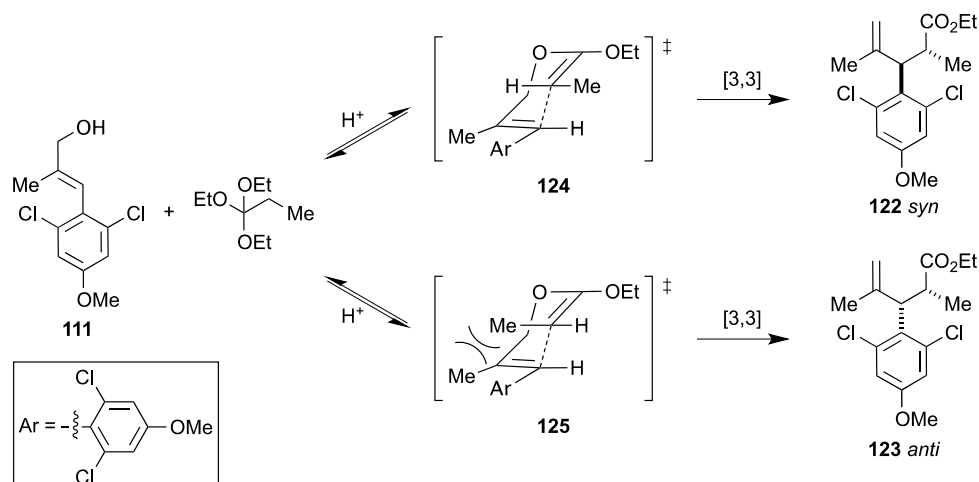 OH
Me
Cl
Cl
OMe
111
+
OEt
EtO
Me
OEt
H+
H+
O
OEt
H
Me
Me
H
Ar
‡
124
O
OEt
Me
H
Me
H
Ar
‡
125
[3,3]
[3,3]
CO2Et
Me
Me
Cl
Cl
OMe
122 syn
CO2Et
Me
Me
Cl
Cl
OMe
123 anti
Ar =
Cl
OMe
Cl